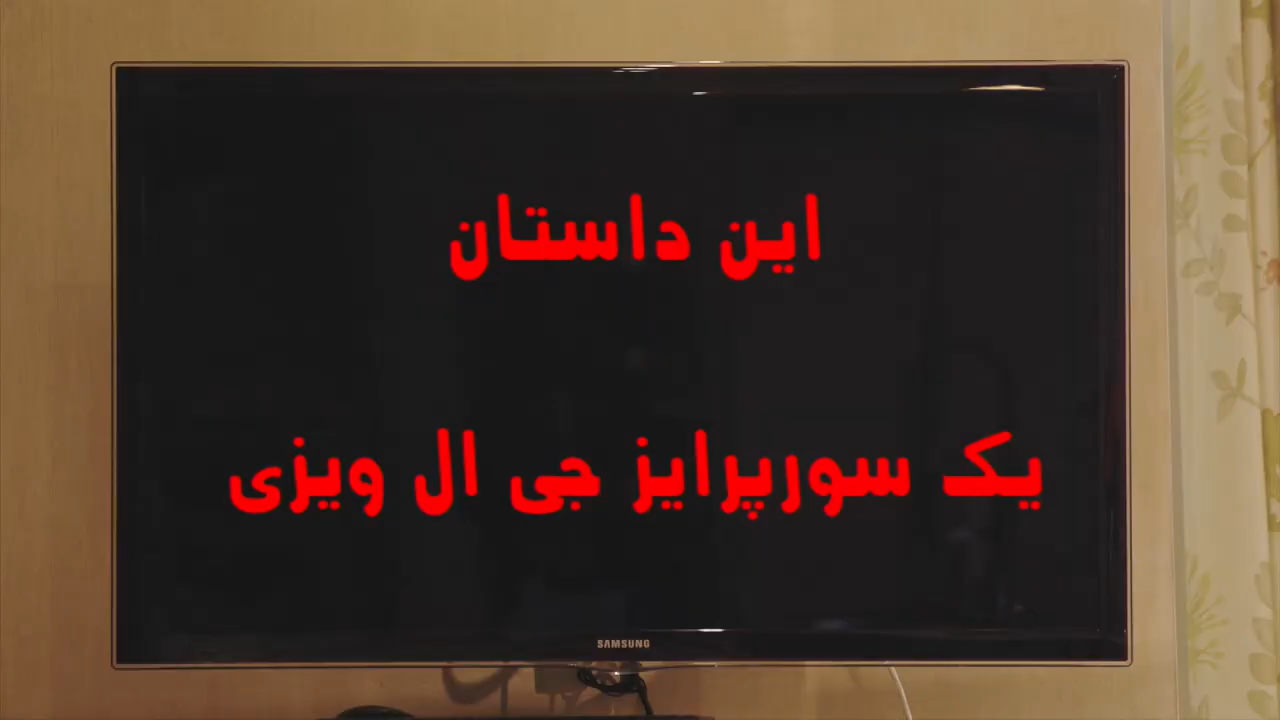 این داستان
یک سورپرایز جی ال ویزی
SAMSUNG